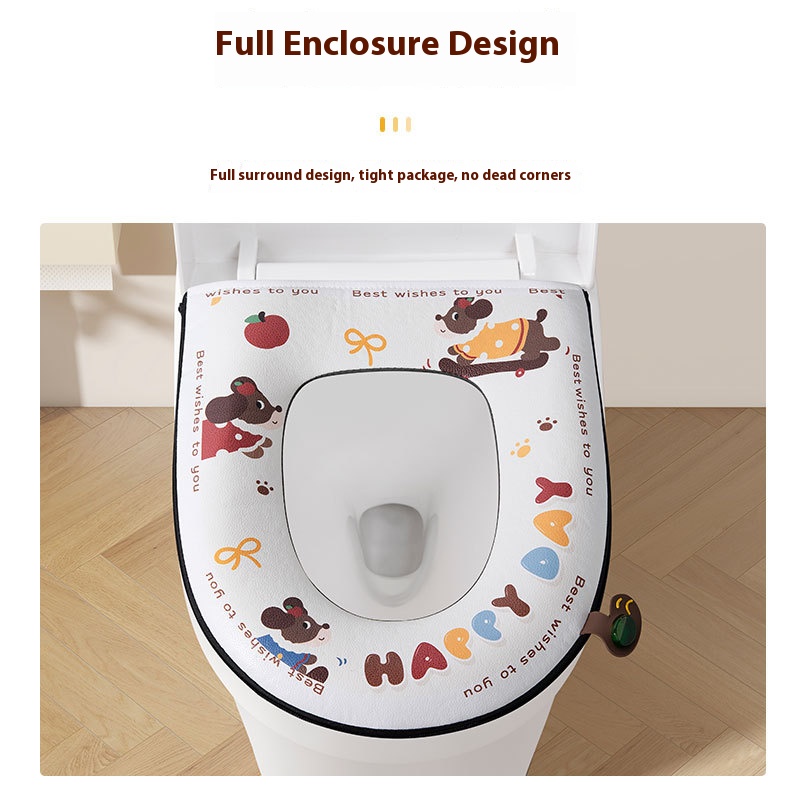 Full Enclosure Design
Full surround design, tight package, no dead corners
wishes to you
Best wishes to you
Best
Best wishes to you
Best wishes to you
HAPPY DAY
Best wishes to you
Best wishes to you